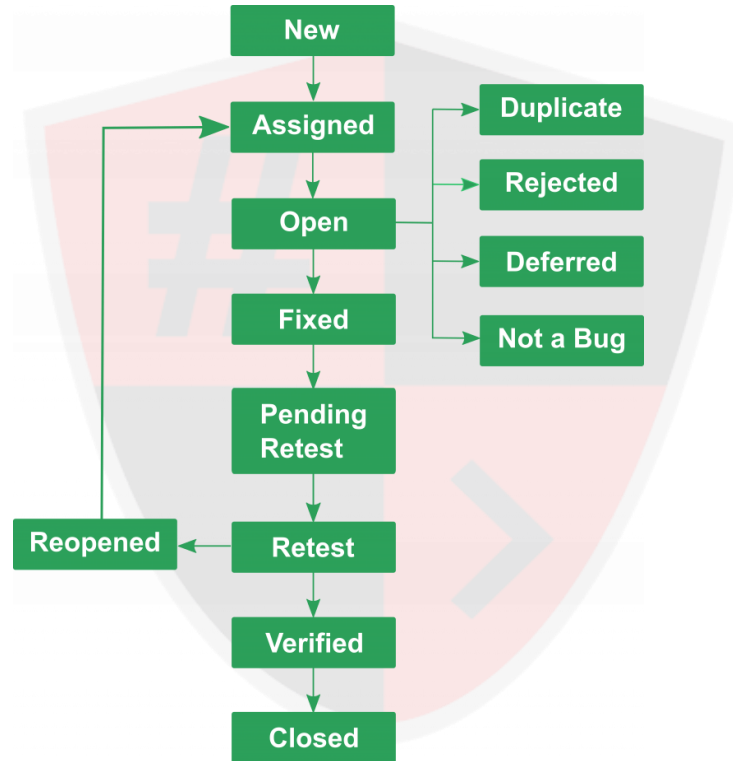 New
Assigned
Duplicate
Rejected
Open
Deferred
Fixed
Not a Bug
Pending
Retest
Reopened
Retest
Verified
Closed